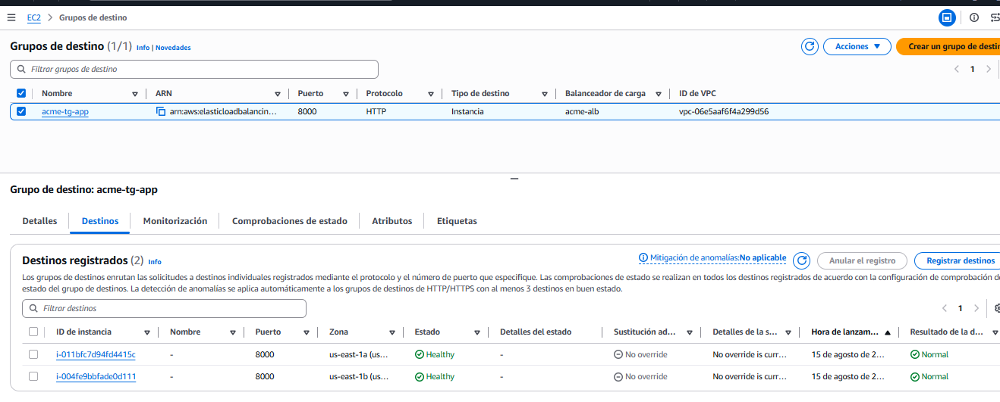 EC2 > Grupos de destino
Grupos de destino (1/1) Info | Novedades
Acciones
Crear un grupo de
Filtrar grupos de destino
1
Nombre ARN Puerto Protocolo Tipo de destino Balanceador de carga ID de VPC
acme-tg-app arn:aws:elasticloadbalancin... 8000 HTTP Instancia acme-alb vpc-06e5aaf6f4a299d56
Grupo de destino: acme-tg-app
Detalles Destinos Monitorización Comprobaciones de estado Atributos Etiquetas
Destinos registrados (2) Info
Mitigación de anomalías:No aplicable
Anular el registro
Registrar destinos
Los grupos de destinos enrutan las solicitudes a destinos individuales registrados mediante el protocolo y el número de puerto que especifique. Las comprobaciones de estado se realizan en todos los destinos registrados de acuerdo con la configuración de comprobación de
estado del grupo de destinos. La detección de anomalías se aplica automáticamente a los grupos de destinos de HTTP/HTTPS con al menos 3 destinos en buen estado.
Filtrar destinos
1
ID de instancia Nombre Puerto Zona Estado Detalles del estado Sustitución ad... Detalles de la s... Hora de lanzam... Resultado de la d...
i-011bfc7d94fd4415c - 8000 us-east-1a (us... Healthy - No override No override is curr... 15 de agosto de 2... Normal
i-004fe9bbfade0d111 - 8000 us-east-1b (us... Healthy - No override No override is curr... 15 de agosto de 2... Normal